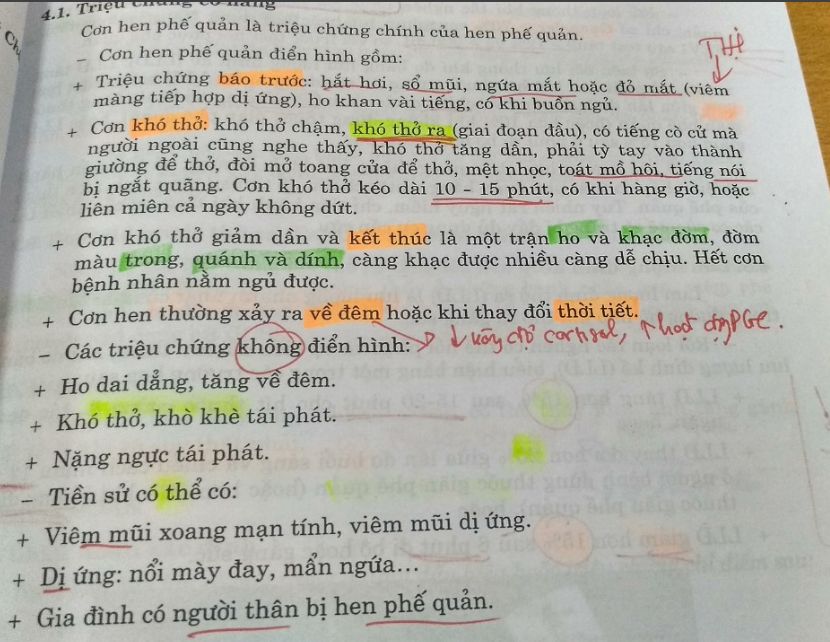 4.1. Triệu chứng cơ năng
Cơn hen phế quản là triệu chứng chính của hen phế quản.
– Cơn hen phế quản điển hình gồm:
THỊ
+ Triệu chứng báo trước: hắt hơi, sổ mũi, ngứa mắt hoặc đỏ mắt (viêm
màng tiếp hợp dị ứng), ho khan vài tiếng, có khi buồn ngủ.
+ Cơn khó thở: khó thở chậm, khó thở ra (giai đoạn đầu), có tiếng cò cử mà
người ngoài cũng nghe thấy, khó thở tăng dần, phải tỳ tay vào thành
giường để thở, đòi mở toang cửa để thở, mệt nhọc, toát mồ hôi, tiếng nói
bị ngắt quãng. Cơn khó thở kéo dài 10 - 15 phút, có khi hàng giờ, hoặc
liên miên cả ngày không dứt.
+ Cơn khó thở giảm dần và kết thúc là một trận ho và khạc đờm, đờm
màu trong, quánh và dính, càng khạc được nhiều càng dễ chịu. Hết cơn
bệnh nhân nằm ngủ được.
+ Cơn hen thường xảy ra về đêm hoặc khi thay đổi thời tiết.
– Các triệu chứng không điển hình: ↓ cortisol, ↑ hoạt
+ Ho dai dẳng, tăng về đêm.
+ Khó thở, khò khè tái phát.
+ Nặng ngực tái phát.
– Tiền sử có thể có:
+ Viêm mũi xoang mạn tính, viêm mũi dị ứng.
+ Dị ứng: nổi mày đay, mẩn ngứa...
+ Gia đình có người thân bị hen phế quản.